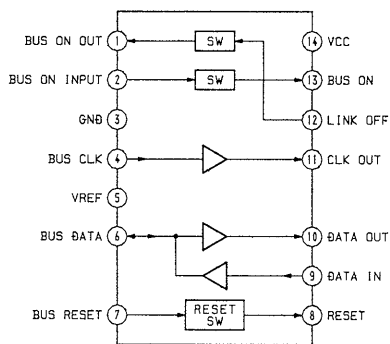 BUS ON OUT 1 SW 14 VCC
BUS ON INPUT 2 SW 13 BUS ON
GND 3 12 LINK OFF
BUS CLK 4 11 CLK OUT
VREF 5
BUS DATA 6 10 DATA OUT
9 DATA IN
BUS RESET 7 RESET SW 8 RESET